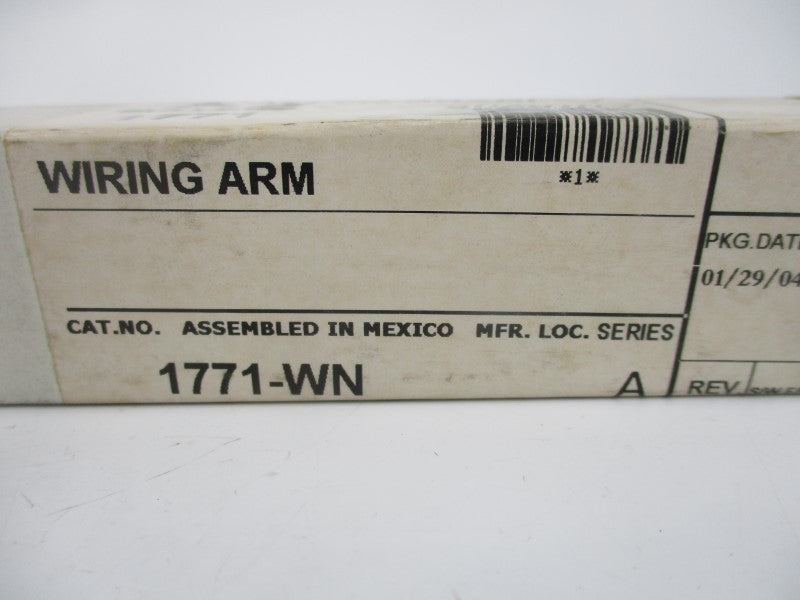 1771
WIRING ARM
*1*
PKG.DAT
01/29/04
CAT.NO. ASSEMBLED IN MEXICO MFR. LOC. SERIES
1771-WN A
REV.